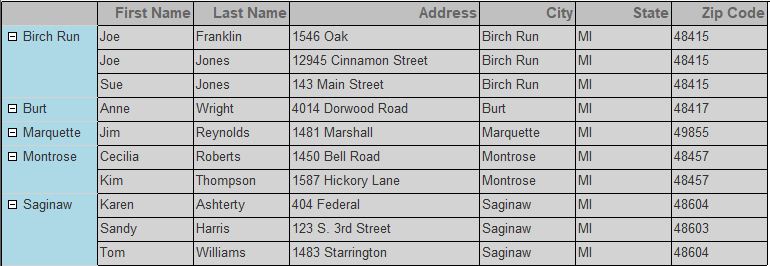 First Name Last Name Address City State Zip Code
Birch Run Joe Franklin 1546 Oak Birch Run MI 48415
Joe Jones 12945 Cinnamon Street Birch Run MI 48415
Sue Jones 143 Main Street Birch Run MI 48415
Burt Anne Wright 4014 Dorwood Road Burt MI 48417
Marquette Jim Reynolds 1481 Marshall Marquette MI 49855
Montrose Cecilia Roberts 1450 Bell Road Montrose MI 48457
Kim Thompson 1587 Hickory Lane Montrose MI 48457
Saginaw Karen Ashterty 404 Federal Saginaw MI 48604
Sandy Harris 123 S. 3rd Street Saginaw MI 48603
Tom Williams 1483 Starrington Saginaw MI 48604